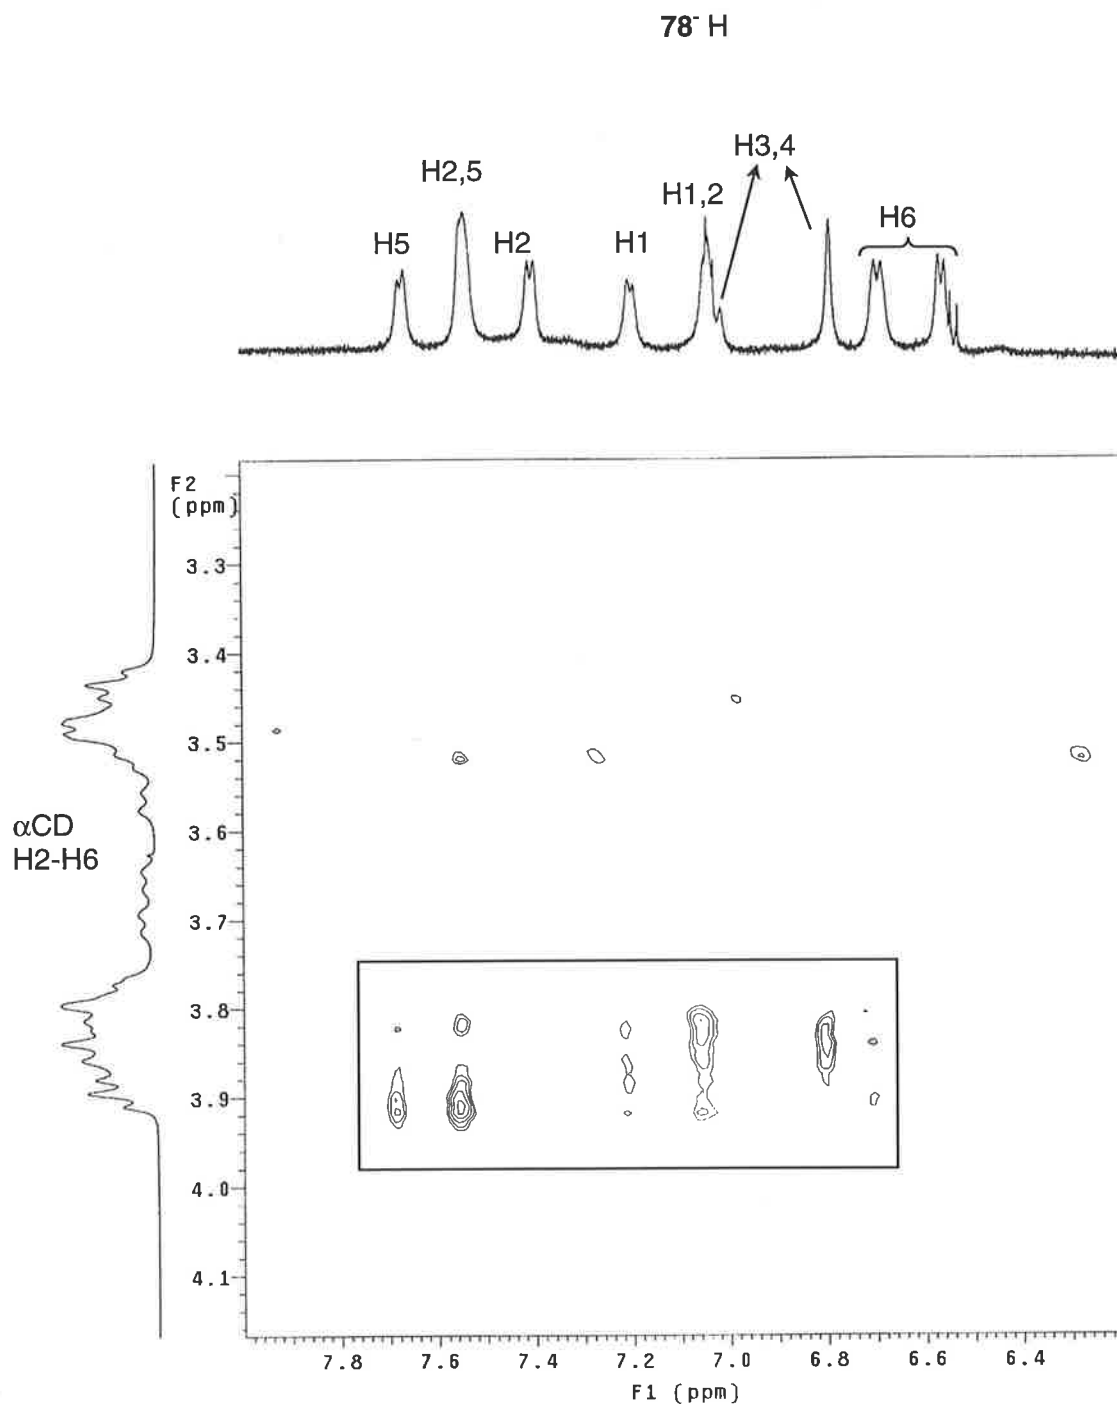 78⁻ H
H3,4
H2,5
H1,2
H6
H5
H2
H1
F2
(ppm)
3.3
3.4
3.5
3.6
αCD
H2-H6
3.7
3.8
3.9
4.0
4.1
7.8 7.6 7.4 7.2 7.0 6.8 6.6 6.4
F1 (ppm)